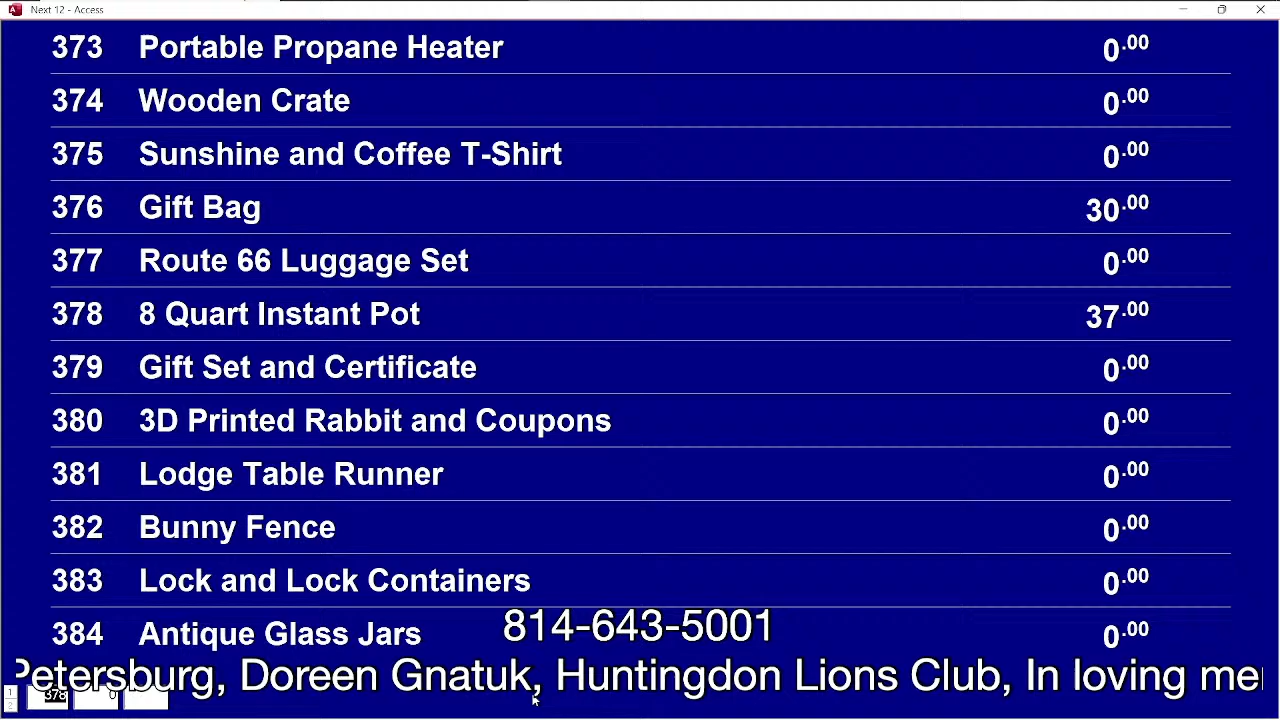 Next 12 - Access
373 Portable Propane Heater 0.00
374 Wooden Crate 0.00
375 Sunshine and Coffee T-Shirt 0.00
376 Gift Bag 30.00
377 Route 66 Luggage Set 0.00
378 8 Quart Instant Pot 37.00
379 Gift Set and Certificate 0.00
380 3D Printed Rabbit and Coupons 0.00
381 Lodge Table Runner 0.00
382 Bunny Fence 0.00
383 Lock and Lock Containers 0.00
384 Antique Glass Jars 0.00
814-643-5001
Petersburg, Doreen Gnatuk, Huntingdon Lions Club, In loving me
1 378 0
2